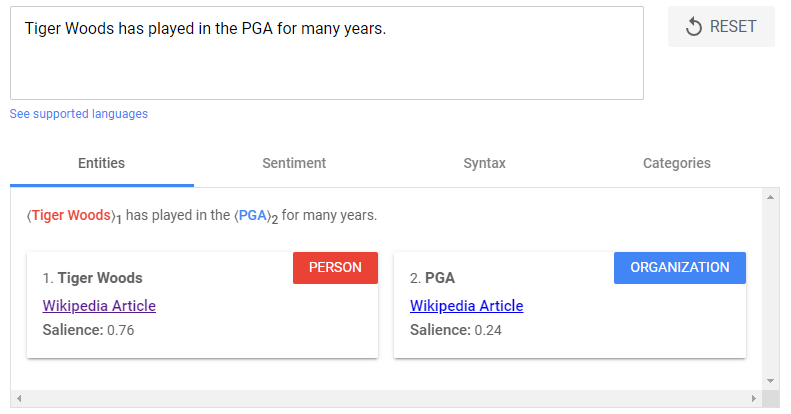 Tiger Woods has played in the PGA for many years.
RESET
See supported languages
Entities Sentiment Syntax Categories
⟨Tiger Woods⟩1 has played in the ⟨PGA⟩2 for many years.
1. Tiger Woods PERSON
Wikipedia Article
Salience: 0.76
2. PGA ORGANIZATION
Wikipedia Article
Salience: 0.24